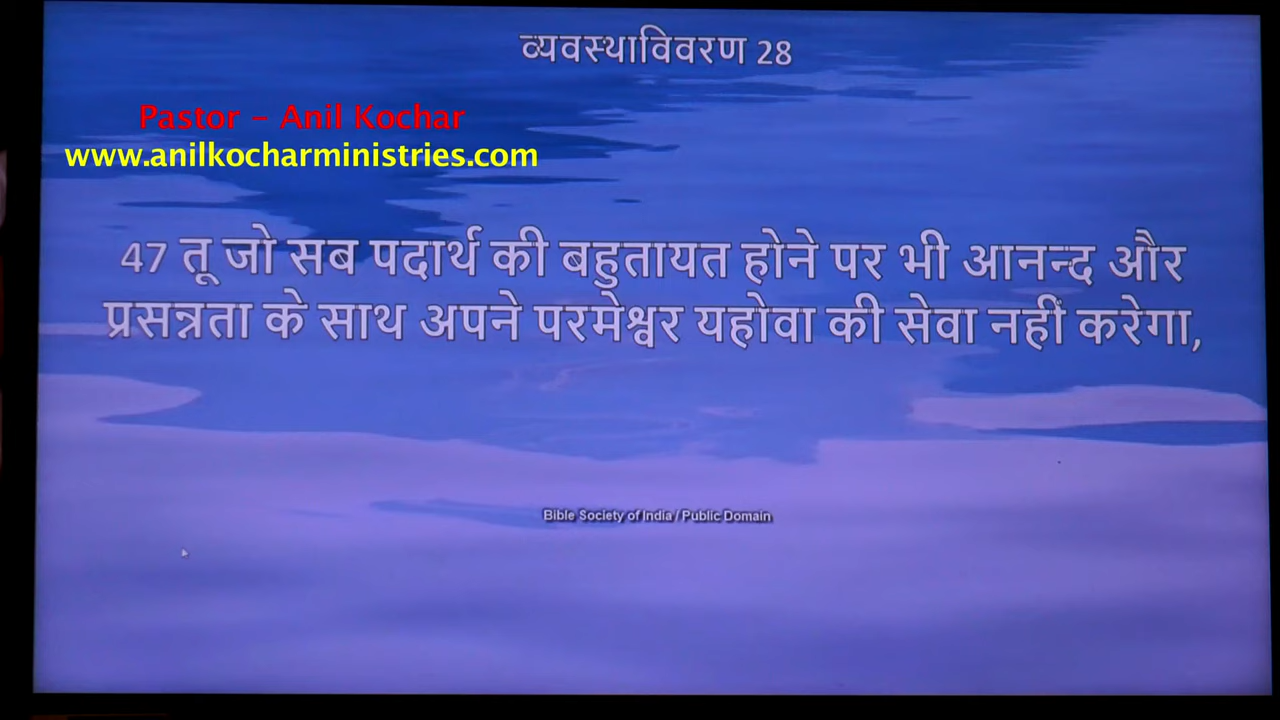 व्यवस्थाविवरण 28
Pastor - Anil Kochar
www.anilkocharministries.com
47 तू जो सब पदार्थ की बहुतायत होने पर भी आनन्द और
प्रसन्नता के साथ अपने परमेश्वर यहोवा की सेवा नहीं करेगा,
Bible Society of India / Public Domain